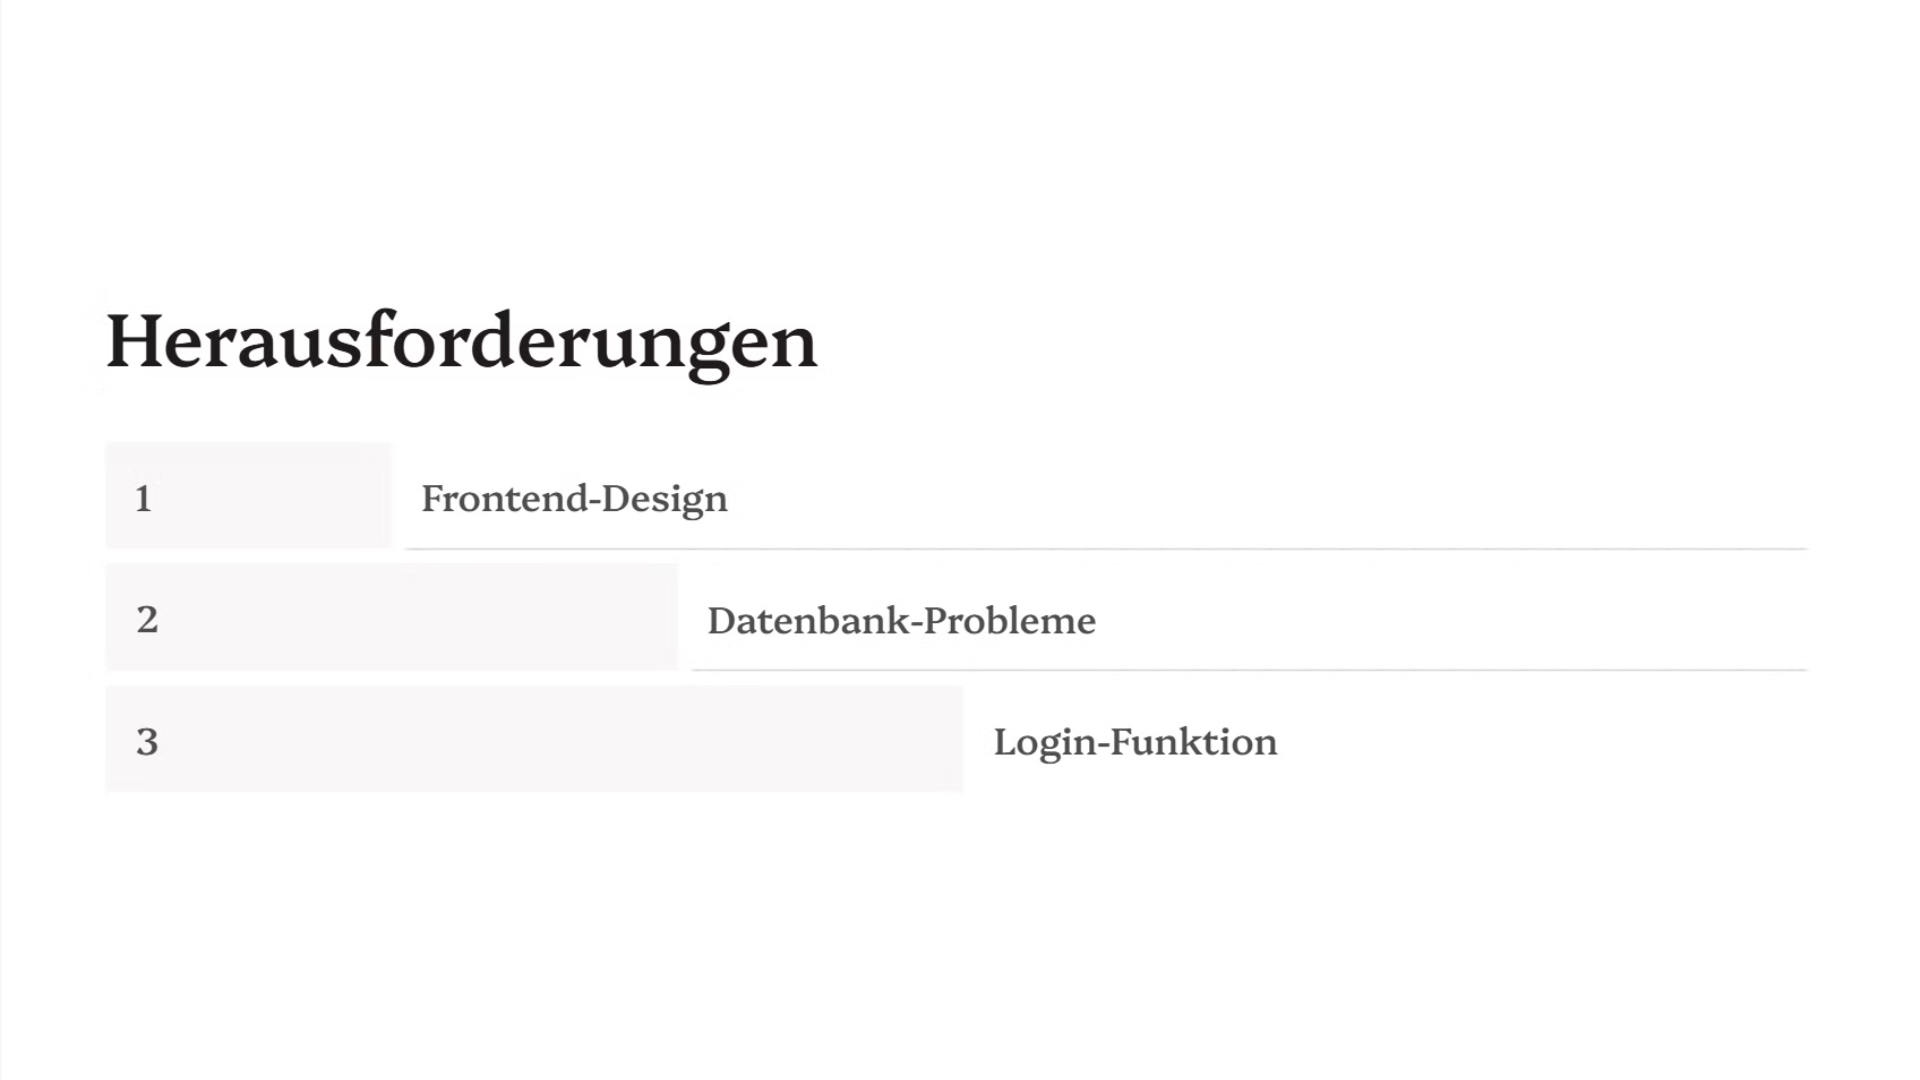 Herausforderungen
1 Frontend-Design
2 Datenbank-Probleme
3 Login-Funktion